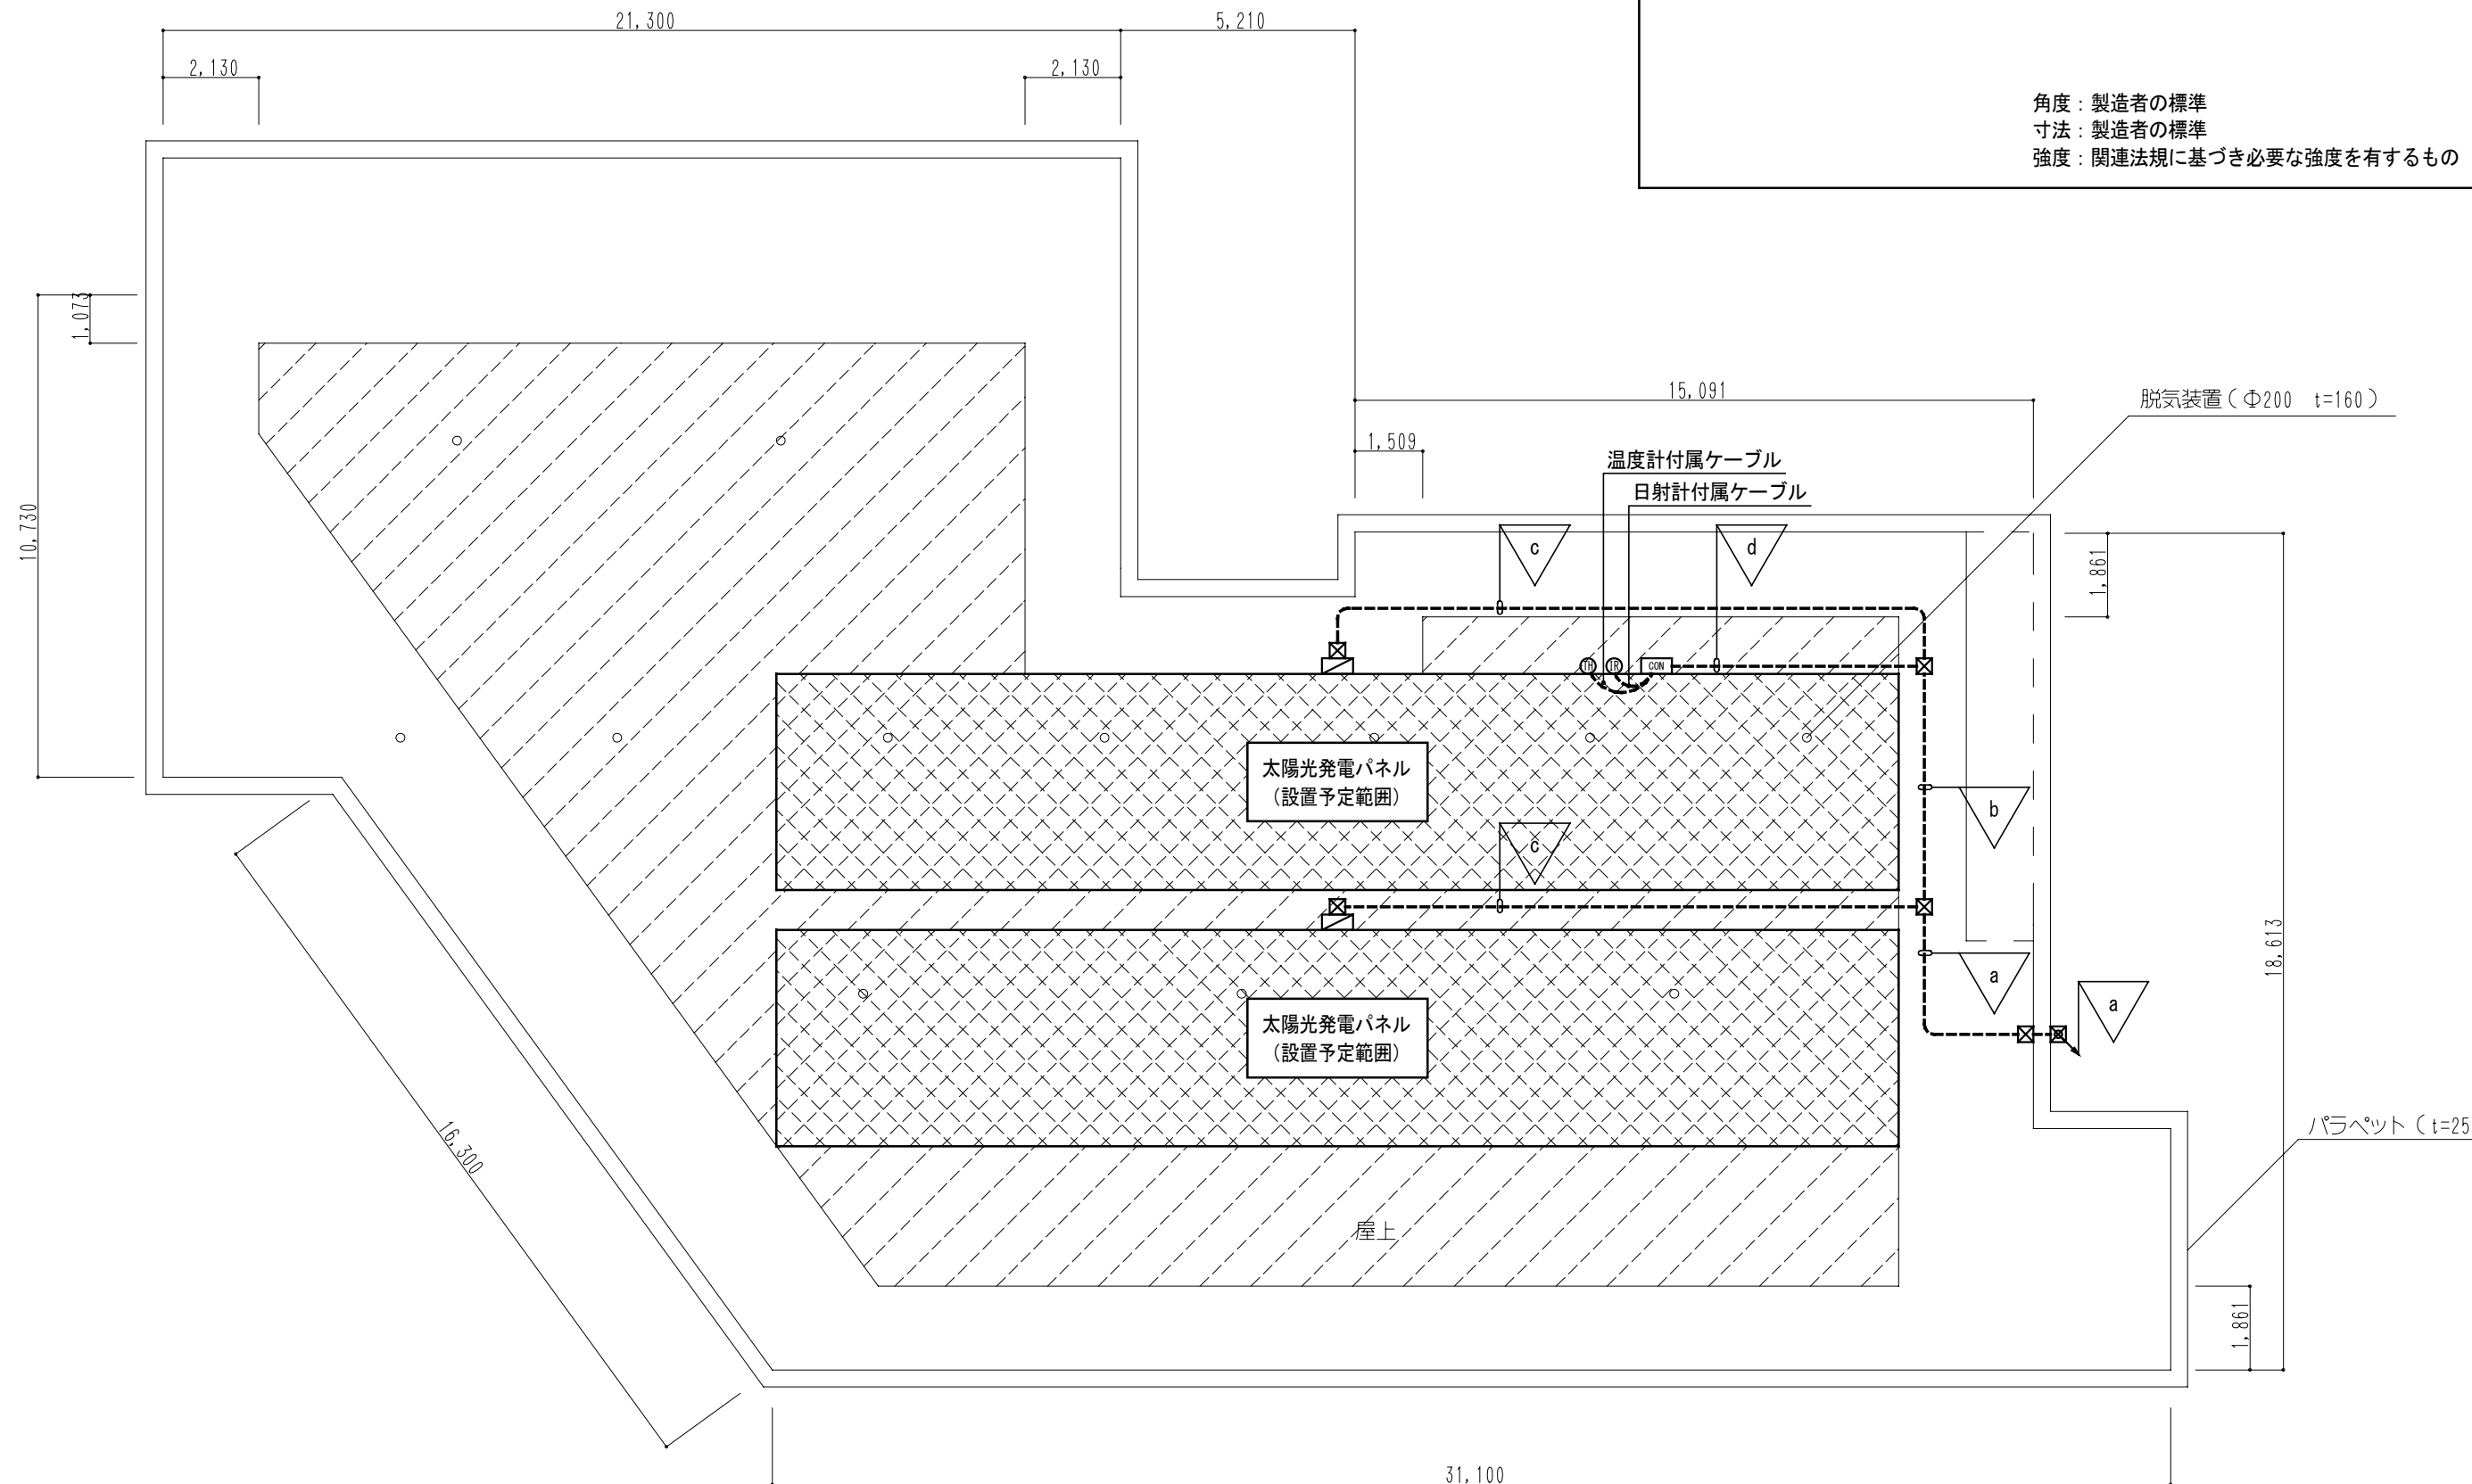 21,300
5,210
2,130
2,130
角度：製造者の標準
寸法：製造者の標準
強度：関連法規に基づき必要な強度を有するもの
1,073
10,730
15,091
1,509
脱気装置（Φ200 t=160）
温度計付属ケーブル
日射計付属ケーブル
c
d
1,861
TH
IR
CON
太陽光発電パネル
（設置予定範囲）
b
c
18,613
a
a
太陽光発電パネル
（設置予定範囲）
16,300
パラペット（t=25
屋上
1,861
31,100